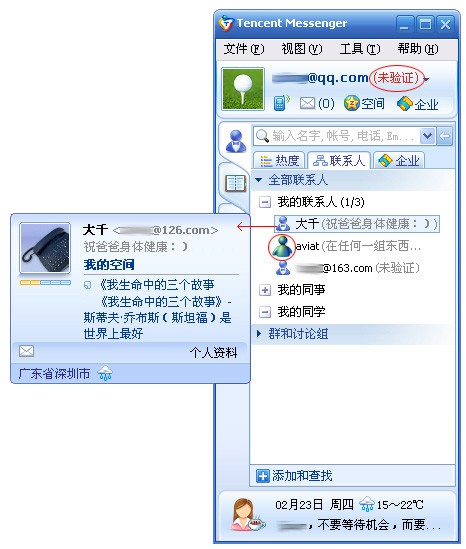 Tencent Messenger
文件(F) 视图(V) 工具(T) 帮助(H)
@qq.com(未验证)
(0) 空间 企业
输入名字,帐号,电话,Em...
热度 联系人 企业
全部联系人
我的联系人 (1/3)
大千(祝爸爸身体健康：))
aviat(在任何一组东西...
@163.com (未验证)
我的同事
我的同学
群和讨论组
添加和查找
02月23日 周四 15～22℃
，不要等待机会，而要...
大千 < @126.com>
祝爸爸身体健康：)
我的空间
《我生命中的三个故事
《我生命中的三个故事》-
斯蒂夫·乔布斯（斯坦福）是
世界上最好
个人资料
广东省深圳市